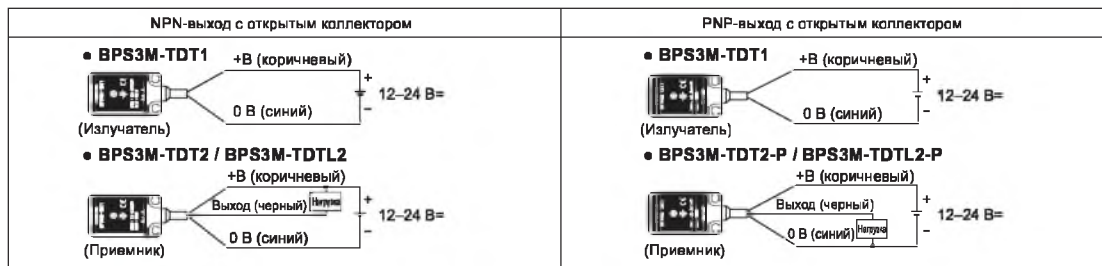 NPN-выход с открытым коллектором
• BPS3M-TDT1
+В (коричневый)
+
12–24 В=
–
0 В (синий)
(Излучатель)
• BPS3M-TDT2 / BPS3M-TDTL2
+В (коричневый)
+
Выход (черный)
Нагрузка
12–24 В=
–
0 В (синий)
(Приемник)
PNP-выход с открытым коллектором
• BPS3M-TDT1
+В (коричневый)
+
12–24 В=
–
0 В (синий)
(Излучатель)
• BPS3M-TDT2-P / BPS3M-TDTL2-P
+В (коричневый)
+
Выход (черный)
12–24 В=
–
0 В (синий)
Нагрузка
(Приемник)